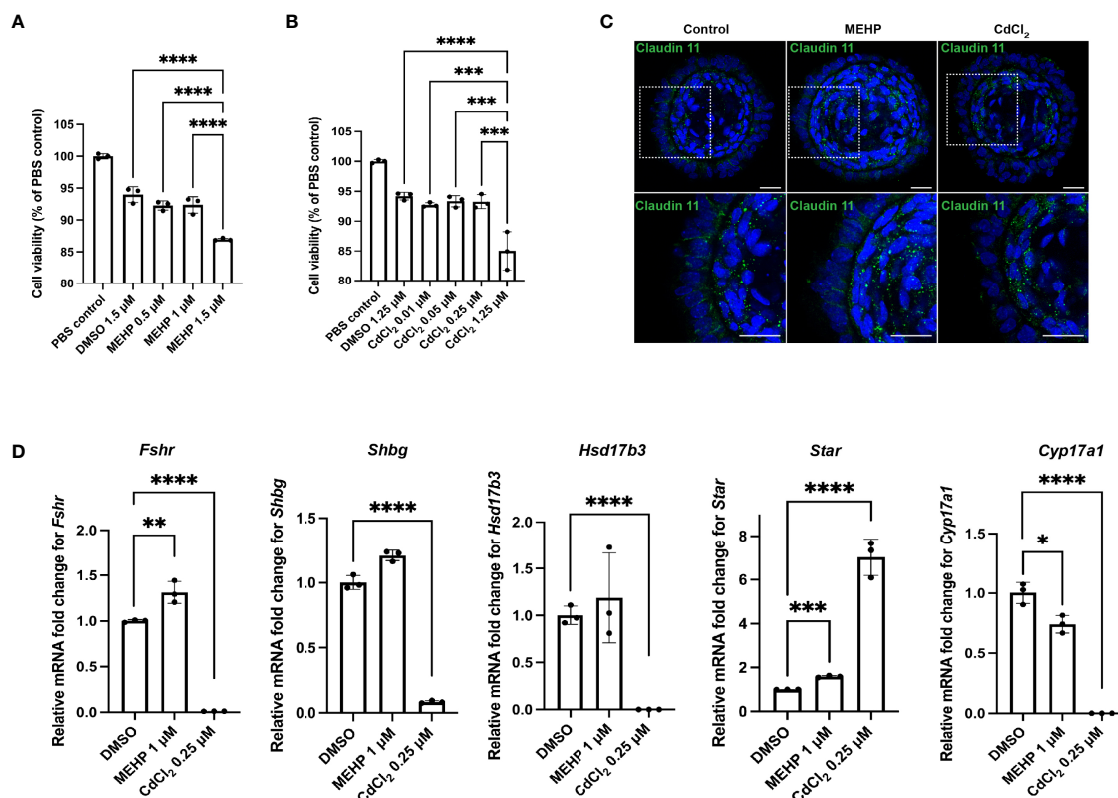 A
****
****
****
Cell viability (% of PBS control)
105
100
95
90
85
80
PBS control
DMSO 1.5 µM
MEHP 0.5 µM
MEHP 1 µM
MEHP 1.5 µM
B
****
***
***
***
Cell viability (% of PBS control)
105
100
95
90
85
80
PBS control
DMSO 1.25 µM
CdCl₂ 0.01 µM
CdCl₂ 0.05 µM
CdCl₂ 0.25 µM
CdCl₂ 1.25 µM
C
Control
MEHP
CdCl₂
Claudin 11
Claudin 11
Claudin 11
Claudin 11
Claudin 11
Claudin 11
D
Fshr
****
**
Relative mRNA fold change for Fshr
2.0
1.5
1.0
0.5
0.0
DMSO
MEHP 1 µM
CdCl₂ 0.25 µM
Shbg
****
Relative mRNA fold change for Shbg
1.5
1.0
0.5
0.0
DMSO
MEHP 1 µM
CdCl₂ 0.25 µM
Hsd17b3
****
Relative mRNA fold change for Hsd17b3
2.0
1.5
1.0
0.5
0.0
DMSO
MEHP 1 µM
CdCl₂ 0.25 µM
Star
****
***
Relative mRNA fold change for Star
8
6
4
2
0
DMSO
MEHP 1 µM
CdCl₂ 0.25 µM
Cyp17a1
****
*
Relative mRNA fold change for Cyp17a1
1.5
1.0
0.5
0.0
DMSO
MEHP 1 µM
CdCl₂ 0.25 µM